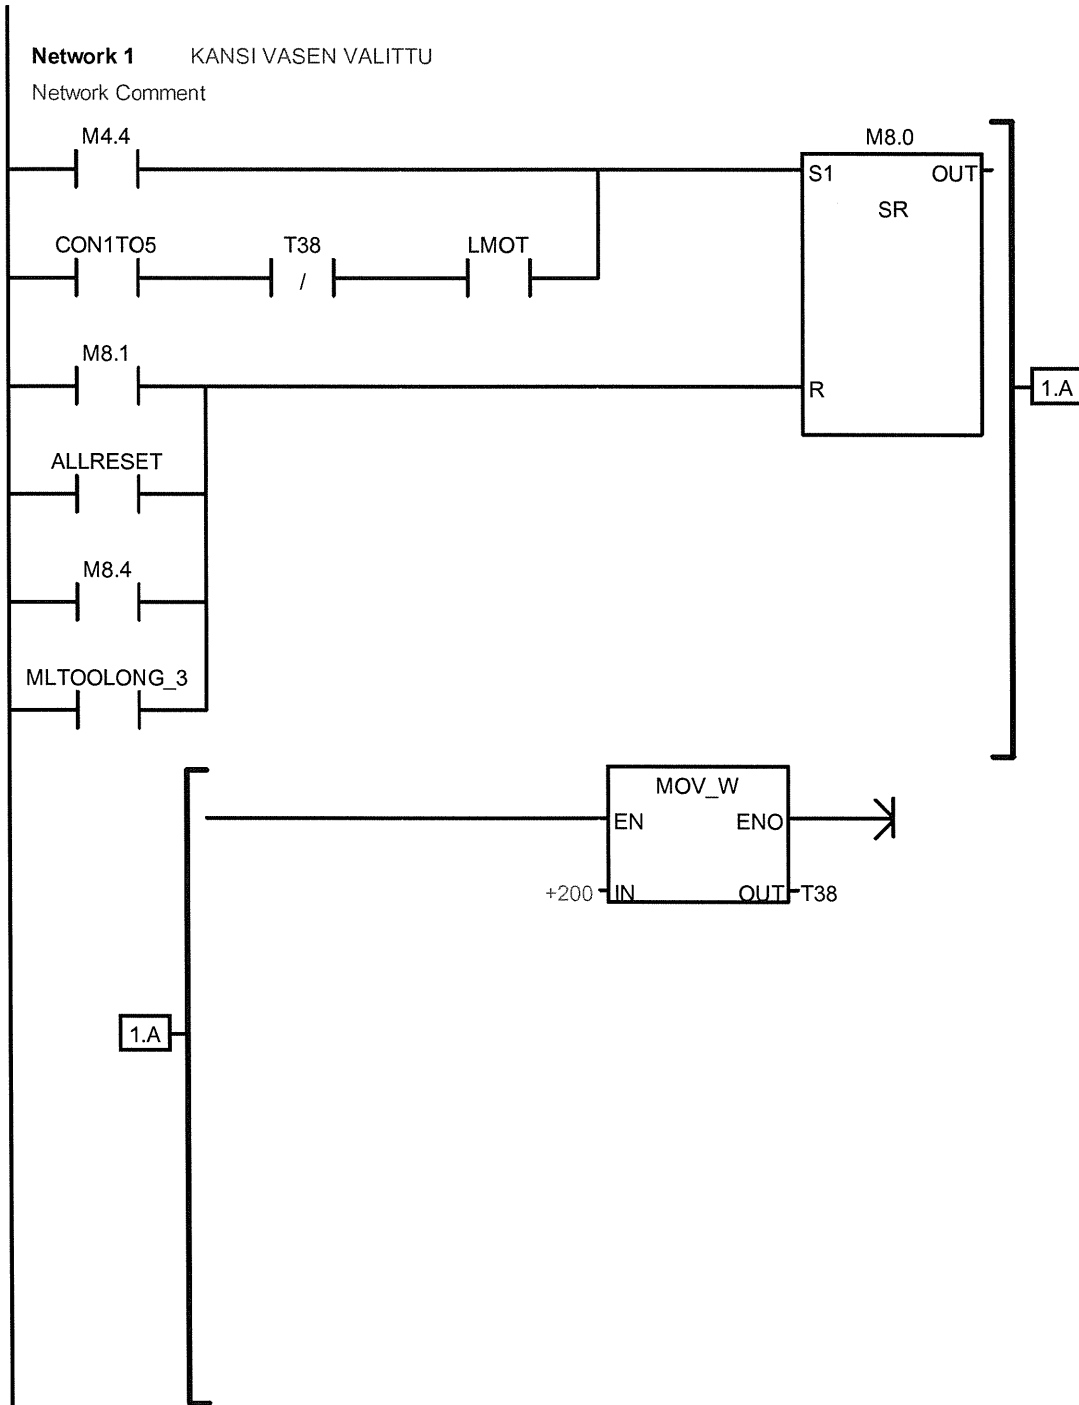 Network 1 KANSI VASEN VALITTU
Network Comment
M4.4
M8.0
S1 OUT
SR
CON1TO5 T38 LMOT
/
M8.1
R
1.A
ALLRESET
M8.4
MLTOOLONG_3
MOV_W
EN ENO
+200 IN OUT T38
1.A